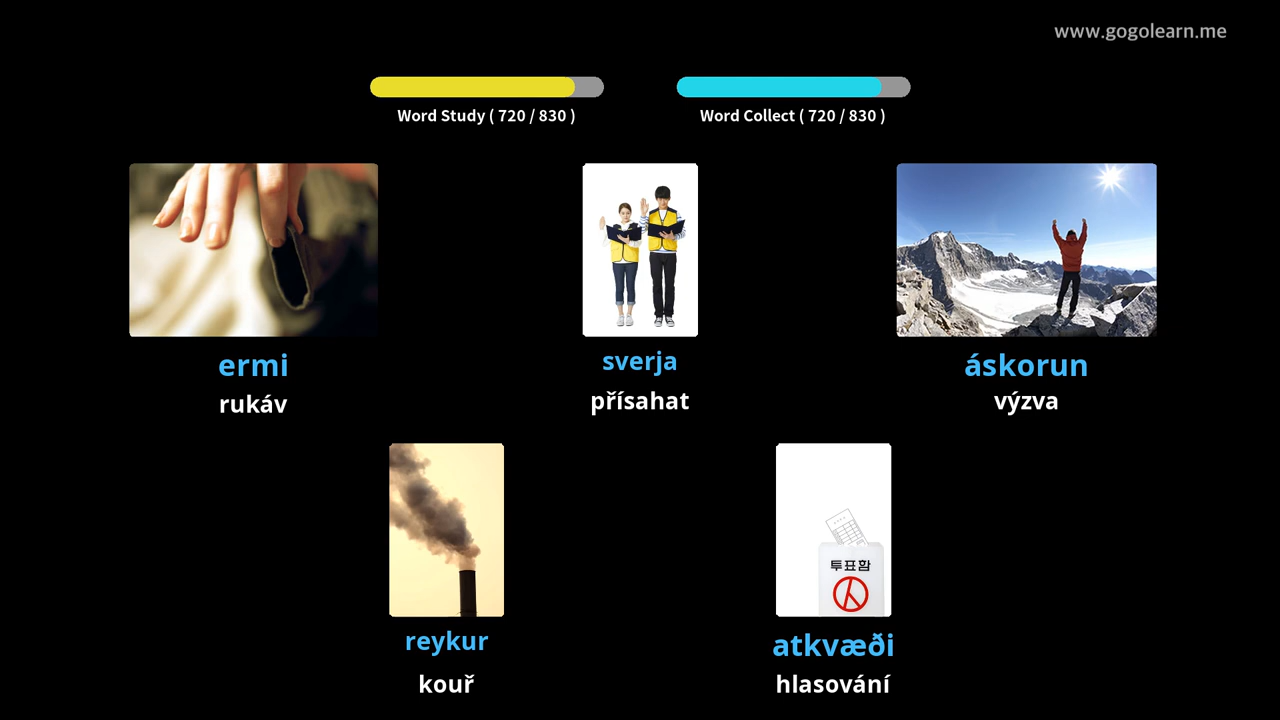 www.gogolearn.me
Word Study ( 720 / 830 )
Word Collect ( 720 / 830 )
ermi
rukáv
sverja
přísahat
áskorun
výzva
reykur
kouř
투표함
atkvæði
hlasování